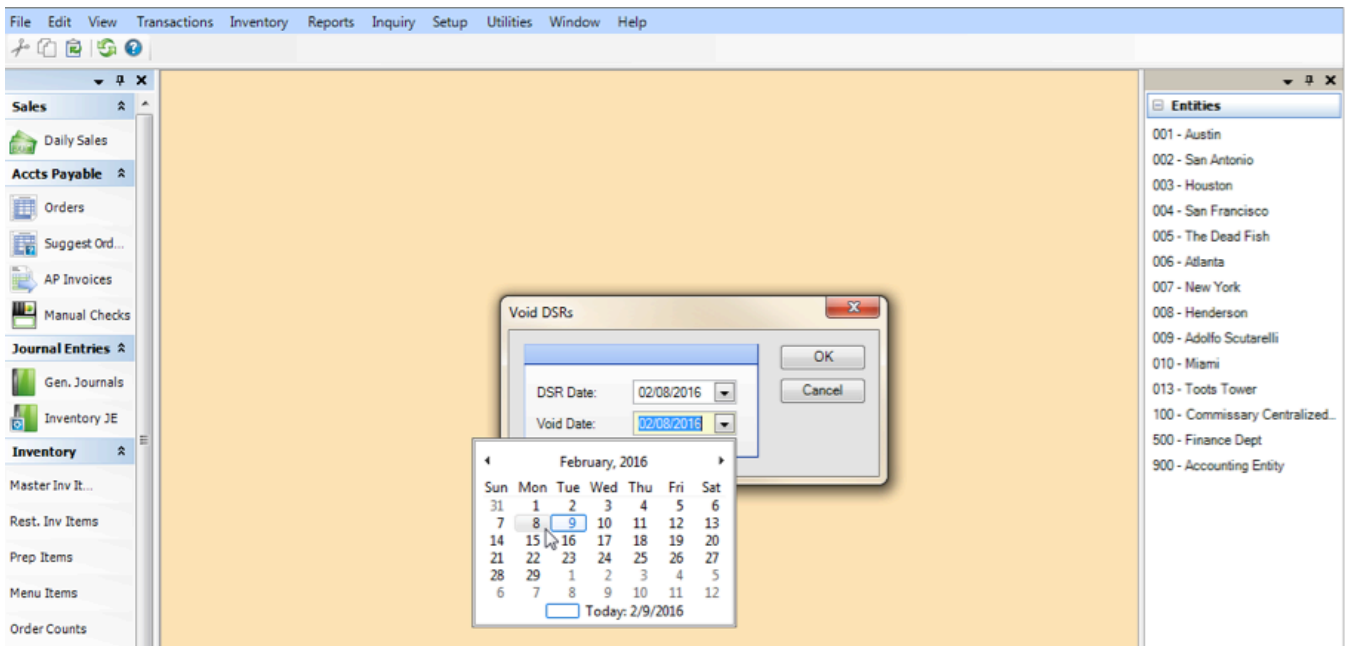 File Edit View Transactions Inventory Reports Inquiry Setup Utilities Window Help
Sales
Daily Sales
Accts Payable
Orders
Suggest Ord...
AP Invoices
Manual Checks
Journal Entries
Gen. Journals
Inventory JE
Inventory
Master Inv It...
Rest. Inv Items
Prep Items
Menu Items
Order Counts
Void DSRs
OK
DSR Date: 02/08/2016
Cancel
Void Date: 02/08/2016
February, 2016
Sun Mon Tue Wed Thu Fri Sat
31 1 2 3 4 5 6
7 8 9 10 11 12 13
14 15 16 17 18 19 20
21 22 23 24 25 26 27
28 29 1 2 3 4 5
6 7 8 9 10 11 12
Today: 2/9/2016
Entities
001 - Austin
002 - San Antonio
003 - Houston
004 - San Francisco
005 - The Dead Fish
006 - Atlanta
007 - New York
008 - Henderson
009 - Adolfo Scutarelli
010 - Miami
013 - Toots Tower
100 - Commissary Centralized...
500 - Finance Dept
900 - Accounting Entity